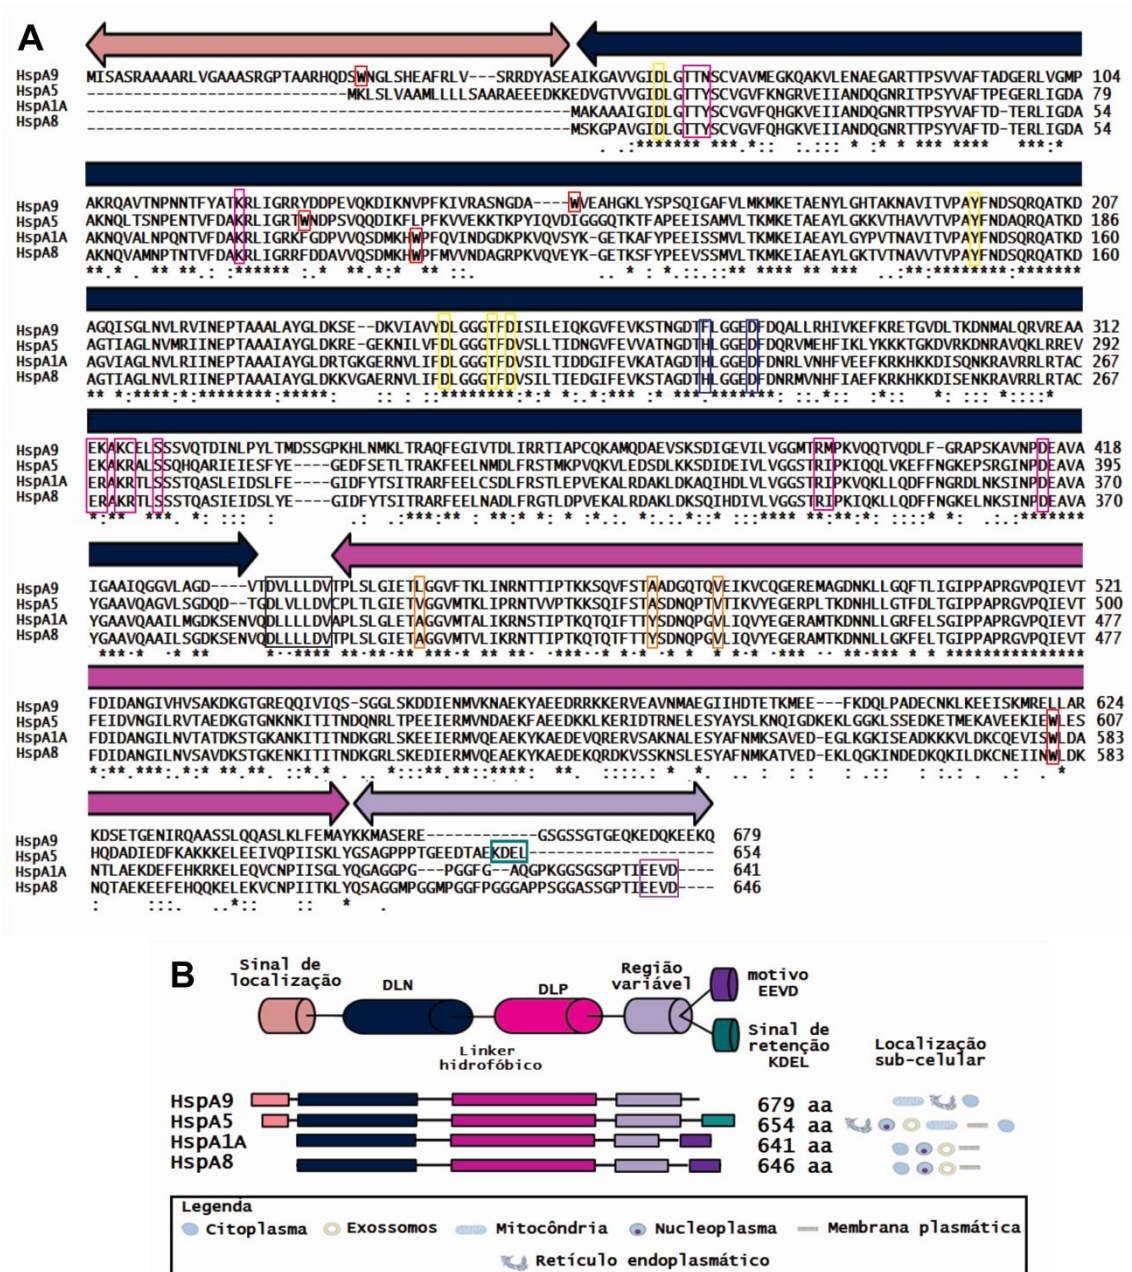 A
HspA9 MISASRAAAARLVGAAASRGPTAARHQDSWNGLSHEAFRLV---SRRDYASEAIKGAVVGIDLGTTNSCVAVMEGKQAKVLENAEGARTTPSVVAFTADGERLVGMP 104
HspA5 -----------------------------MKLSLVAAMLLLLSAARAEEEDKKEDVGTVVGIDLGTTYSCVGVFKNGRVEIIANDQGNRITPSYVAFTPEGERLIGDA 79
HspA1A -----------------------------------------------------MAKAAAIGIDLGTTYSCVGVFQHGKVEIIANDQGNRTTPSYVAFTD-TERLIGDA 54
HspA8 -----------------------------------------------------MSKGPAVGIDLGTTYSCVGVFQHGKVEIIANDQGNRTTPSYVAFTD-TERLIGDA 54
HspA9 AKRQAVTNPNNTFYATKRLIGRRYDDPEVQKDIKNVPFKIVRASNGDA----WVEAHGKLYSPSQIGAFVLMKMKETAENYLGHTAKNAVITVPAYFNDSQRQATKD 207
HspA5 AKNQLTSNPENTVFDAKRLIGRTWNDPSVQQDIKFLPFKVVEKKTKPYIQVDIGGGQTKTFAPEEISAMVLTKMKETAEAYLGKKVTHAVVTVPAYFNDAQRQATKD 186
HspA1A AKNQVALNPQNTVFDAKRLIGRKFGDPVVQSDMKHWPFQVINDGDKPKVQVSYK-GETKAFYPEEISSMVLTKMKEIAEAYLGYPVTNAVITVPAYFNDSQRQATKD 160
HspA8 AKNQVAMNPTNTVFDAKRLIGRRFDDAVVQSDMKHWPFMVVNDAGRPKVQVEYK-GETKSFYPEEVSSMVLTKMKEIAEAYLGKTVTNAVVTVPAYFNDSQRQATKD 160
HspA9 AGQISGLNVLRVINEPTAAALAYGLDKSE--DKVIAVYDLGGGTFDISILEIQKGVFEVKSTNGDTFLGGEDFDQALLRHIVKEFKRETGVDLTKDNMALQRVREAA 312
HspA5 AGTIAGLNVMRIINEPTAAAIAYGLDKRE-GEKNILVFDLGGGTFDVSLLTIDNGVFEVVATNGDTHLGGEDFDQRVMEHFIKLYKKKTGKDVRKDNRAVQKLRREV 292
HspA1A AGVIAGLNVLRIINEPTAAAIAYGLDRTGKGERNVLIFDLGGGTFDVSILTIDDGIFEVKATAGDTHLGGEDFDNRLVNHFVEEFKRKHKKDISQNKRAVRRLRTAC 267
HspA8 AGTIAGLNVLRIINEPTAAAIAYGLDKKVGAERNVLIFDLGGGTFDVSILTIEDGIFEVKSTAGDTHLGGEDFDNRMVNHFIAEFKRKHKKDISENKRAVRRLRTAC 267
HspA9 EKAKCELSSSVQTDINLPYLTMDSSGPKHLNMKLTRAQFEGIVTDLIRRTIAPCQKAMQDAEVSKSDIGEVILVGGMTRMPKVQQTVQDLF-GRAPSKAVNPDEAVA 418
HspA5 EKAKRALSSQHQARIEIESFYE----GEDFSETLTRAKFEELNMDLFRSTMKPVQKVLEDSDLKKSDIDEIVLVGGSTRIPKIQQLVKEFFNGKEPSRGINPDEAVA 395
HspA1A ERAKRTLSSSTQASLEIDSLFE----GIDFYTSITRARFEELCSDLFRSTLEPVEKALRDAKLDKAQIHDLVLVGGSTRIPKVQKLLQDFFNGRDLNKSINPDEAVA 370
HspA8 ERAKRTLSSSTQASIEIDSLYE----GIDFYTSITRARFEELNADLFRGTLDPVEKALRDAKLDKSQIHDIVLVGGSTRIPKIQKLLQDFFNGKELNKSINPDEAVA 370
HspA9 IGAAIQGGVLAGD----VTDVLLLDVTPLSLGIETLGGVFTKLINRNTTIPTKKSQVFSTAADGQTQVEIKVCQGEREMAGDNKLLGQFTLIGIPPAPRGVPQIEVT 521
HspA5 YGAAVQAGVLSGDQD--TGDLVLLDVCPLTLGIETVGGVMTKLIPRNTVVPTKKSQIFSTASDNQPTVTIKVYEGERPLTKDNHLLGTFDLTGIPPAPRGVPQIEVT 500
HspA1A YGAAVQAAILMGDKSENVQDLLLLDVAPLSLGLETAGGVMTALIKRNSTIPTKQTQIFTTYSDNQPGVLIQVYEGERAMTKDNNLLGRFELSGIPPAPRGVPQIEVT 477
HspA8 YGAAVQAAILSGDKSENVQDLLLLDVTPLSLGIETAGGVMTVLIKRNTTIPTKQTQTFTTYSDNQPGVLIQVYEGERAMTKDNNLLGKFELTGIPPAPRGVPQIEVT 477
HspA9 FDIDANGIVHVSAKDKGTGREQQIVIQS-SGGLSKDDIENMVKNAEKYAEEDRRKKERVEAVNMAEGIIHDTETKMEE---FKDQLPADECNKLKEEISKMRELLAR 624
HspA5 FEIDVNGILRVTAEDKGTGNKNKITITNDQNRLTPEEIERMVNDAEKFAEEDKKLKERIDTRNELESYAYSLKNQIGDKEKLGGKLSSEDKETMEKAVEEKIEWLES 607
HspA1A FDIDANGILNVTATDKSTGKANKITITNDKGRLSKEEIERMVQEAEKYKAEDEVQRERVSAKNALESYAFNMKSAVED-EGLKGKISEADKKKVLDKCQEVISWLDA 583
HspA8 FDIDANGILNVSAVDKSTGKENKITITNDKGRLSKEDIERMVQEAEKYKAEDEKQRDKVSSKNSLESYAFNMKATVED-EKLQGKINDEDKQKILDKCNEIINWLDK 583
HspA9 KDSETGENIRQAASSLQQASLKLFEMAYKKMASERE------------GSGSSGTGEQKEDQKEEKQ 679
HspA5 HQDADIEDFKAKKKELEEIVQPIISKLYGSAGPPPTGEEDTAEKDEL-------------------- 654
HspA1A NTLAEKDEFEHKRKELEQVCNPIISGLYQGAGGPG---PGGFG--AQGPKGGSGSGPTIEEVD---- 641
HspA8 NQTAEKEEFEHQQKELEKVCNPIITKLYQSAGGMPGGMPGGFPGGGAPPSGGASSGPTIEEVD---- 646
B
Sinal de
localização
DLN
DLP
Região
variável
motivo
EEVD
Sinal de
retenção
KDEL
Linker
hidrofóbico
Localização
sub-celular
HspA9 679 aa
HspA5 654 aa
HspA1A 641 aa
HspA8 646 aa
Legenda
Citoplasma Exossomos Mitocôndria Nucleoplasma Membrana plasmática
Retículo endoplasmático